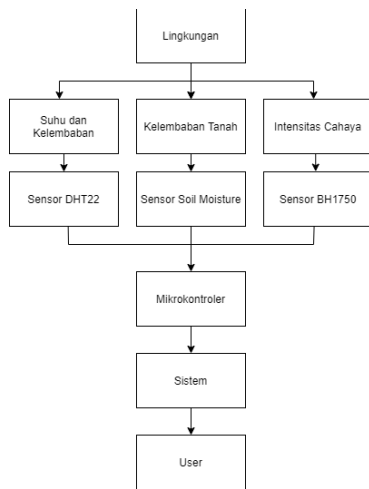 Lingkungan
Suhu dan
Kelembaban
Kelembaban Tanah
Intensitas Cahaya
Sensor DHT22
Sensor Soil Moisture
Sensor BH1750
Mikrokontroler
Sistem
User